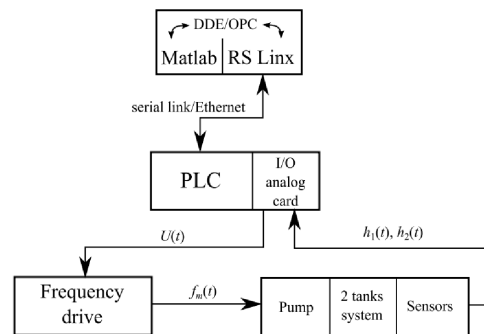 DDE/OPC
Matlab RS Linx
serial link/Ethernet
PLC
I/O
analog
card
U(t)
h₁(t), h₂(t)
Frequency
drive
fₘ(t)
Pump
2 tanks
system
Sensors